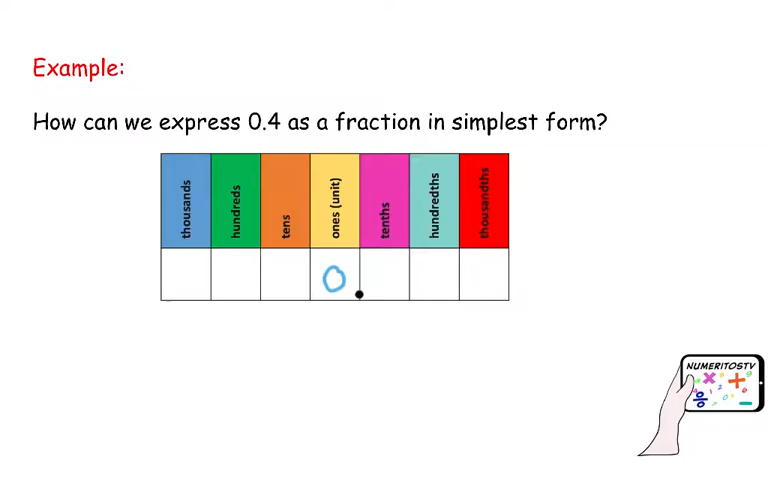 Example:
How can we express 0.4 as a fraction in simplest form?
thousands
hundreds
tens
ones (unit)
tenths
hundredths
thousandths
0 .
NUMERITOSTV